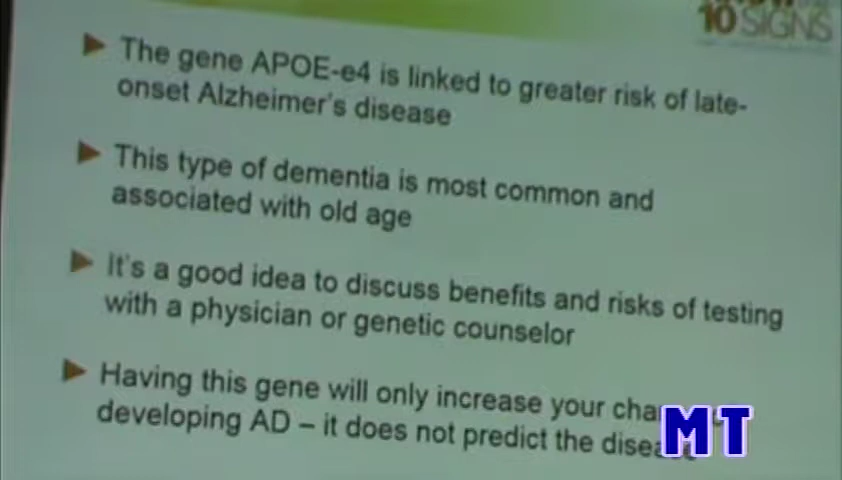 10 SIGNS
The gene APOE-e4 is linked to greater risk of late-
onset Alzheimer's disease
This type of dementia is most common and
associated with old age
It's a good idea to discuss benefits and risks of testing
with a physician or genetic counselor
Having this gene will only increase your
developing AD – it does not predict the
MT